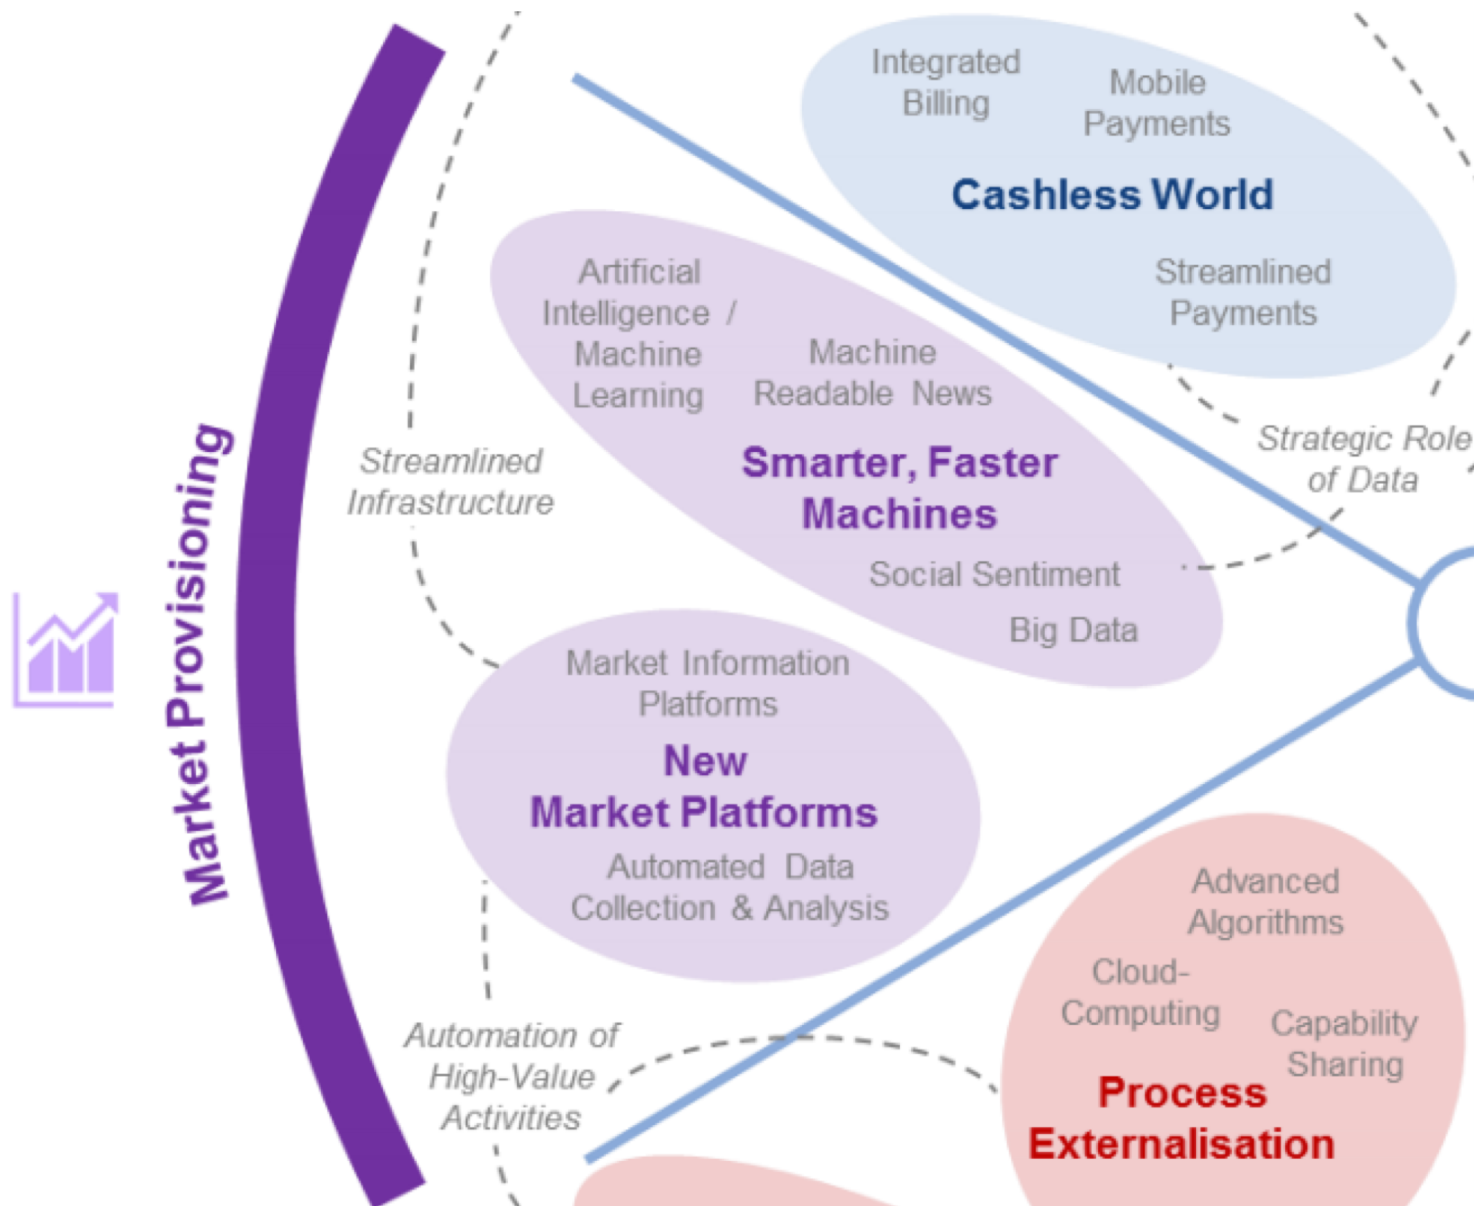 Integrated
Billing
Mobile
Payments
Cashless World
Streamlined
Payments
Artificial
Intelligence /
Machine
Learning
Machine
Readable News
Smarter, Faster
Machines
Social Sentiment
Big Data
Strategic Role
of Data
Streamlined
Infrastructure
Market Provisioning
Market Information
Platforms
New
Market Platforms
Automated Data
Collection & Analysis
Automation of
High-Value
Activities
Advanced
Algorithms
Cloud-
Computing
Capability
Sharing
Process
Externalisation